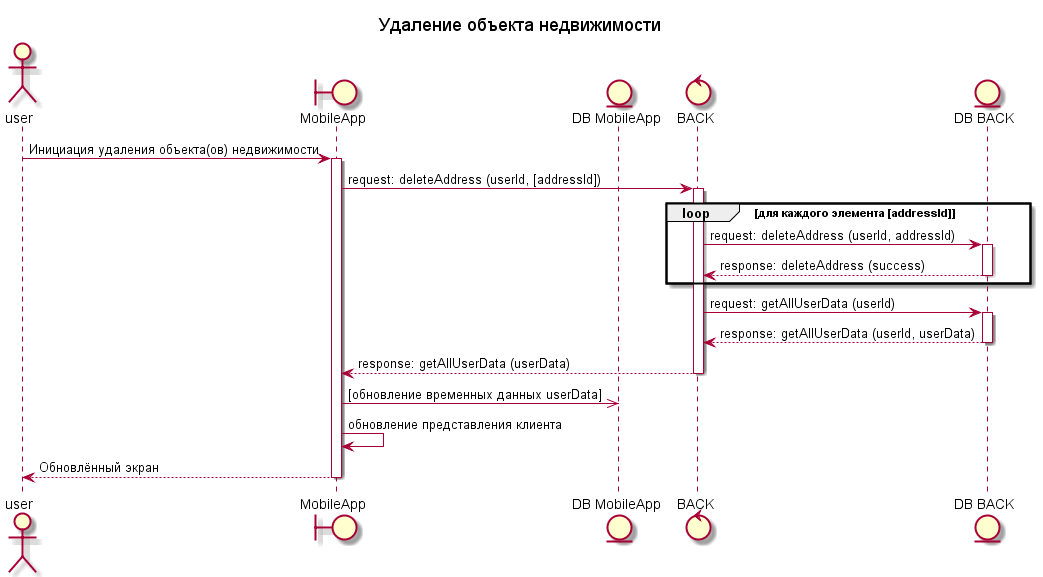 Удаление объекта недвижимости
user
MobileApp
DB MobileApp
BACK
DB BACK
Инициация удаления объекта(ов) недвижимости
request: deleteAddress (userId, [addressId])
loop
[для каждого элемента [addressId]]
request: deleteAddress (userId, addressId)
response: deleteAddress (success)
request: getAllUserData (userId)
response: getAllUserData (userId, userData)
response: getAllUserData (userData)
[обновление временных данных userData]
обновление представления клиента
Обновлённый экран
user
MobileApp
DB MobileApp
BACK
DB BACK